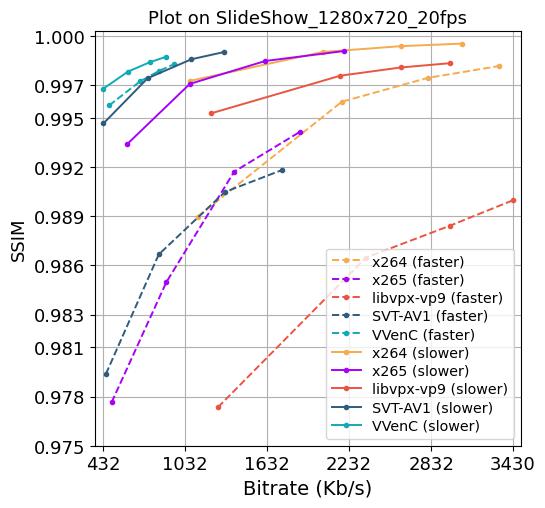 Plot on SlideShow_1280x720_20fps
1.000
0.997
0.995
0.992
0.989
0.986
0.983
0.981
0.978
0.975
SSIM
x264 (faster)
x265 (faster)
libvpx-vp9 (faster)
SVT-AV1 (faster)
VVenC (faster)
x264 (slower)
x265 (slower)
libvpx-vp9 (slower)
SVT-AV1 (slower)
VVenC (slower)
432 1032 1632 2232 2832 3430
Bitrate (Kb/s)